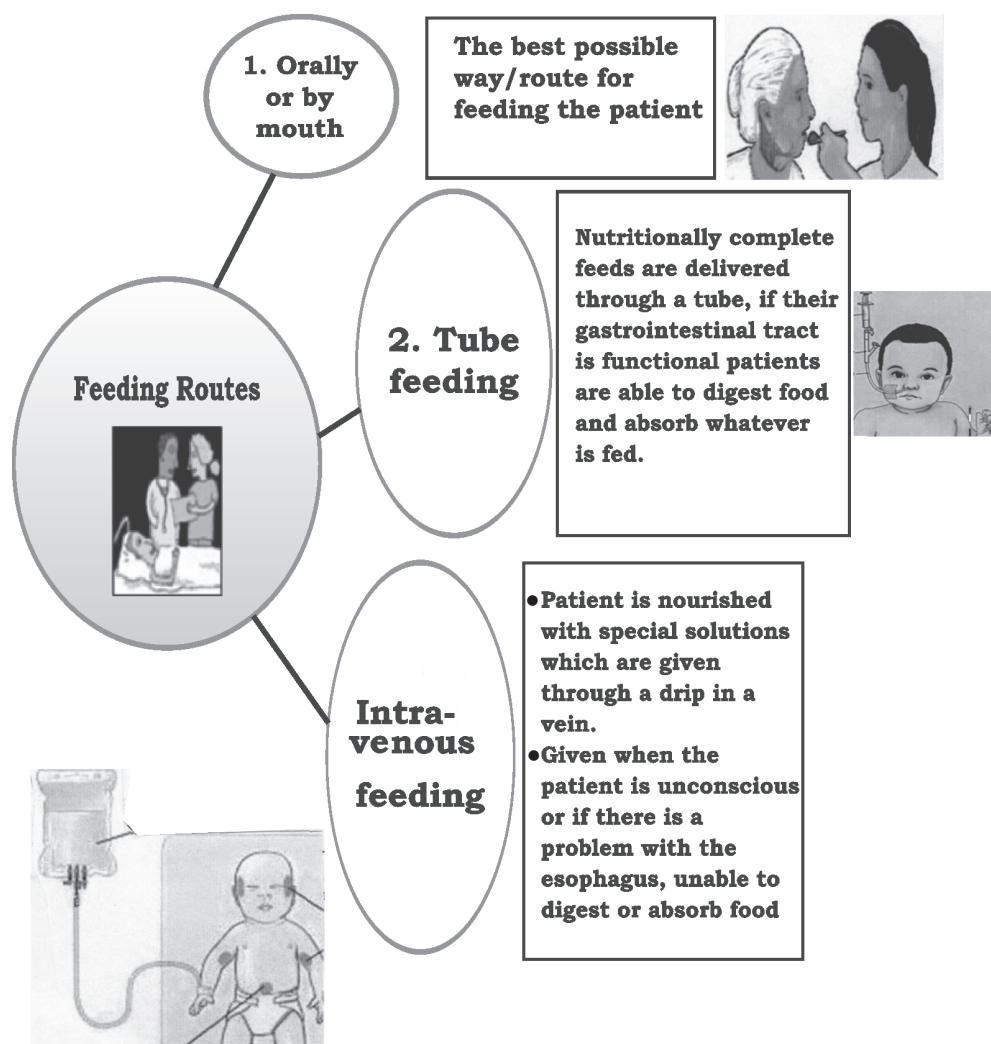 1. Orally
or by
mouth
The best possible
way/route for
feeding the patient
Feeding Routes
2. Tube
feeding
Nutritionally complete
feeds are delivered
through a tube, if their
gastrointestinal tract
is functional patients
are able to digest food
and absorb whatever
is fed.
Intra-
venous
feeding
●Patient is nourished
with special solutions
which are given
through a drip in a
vein.
●Given when the
patient is unconscious
or if there is a
problem with the
esophagus, unable to
digest or absorb food